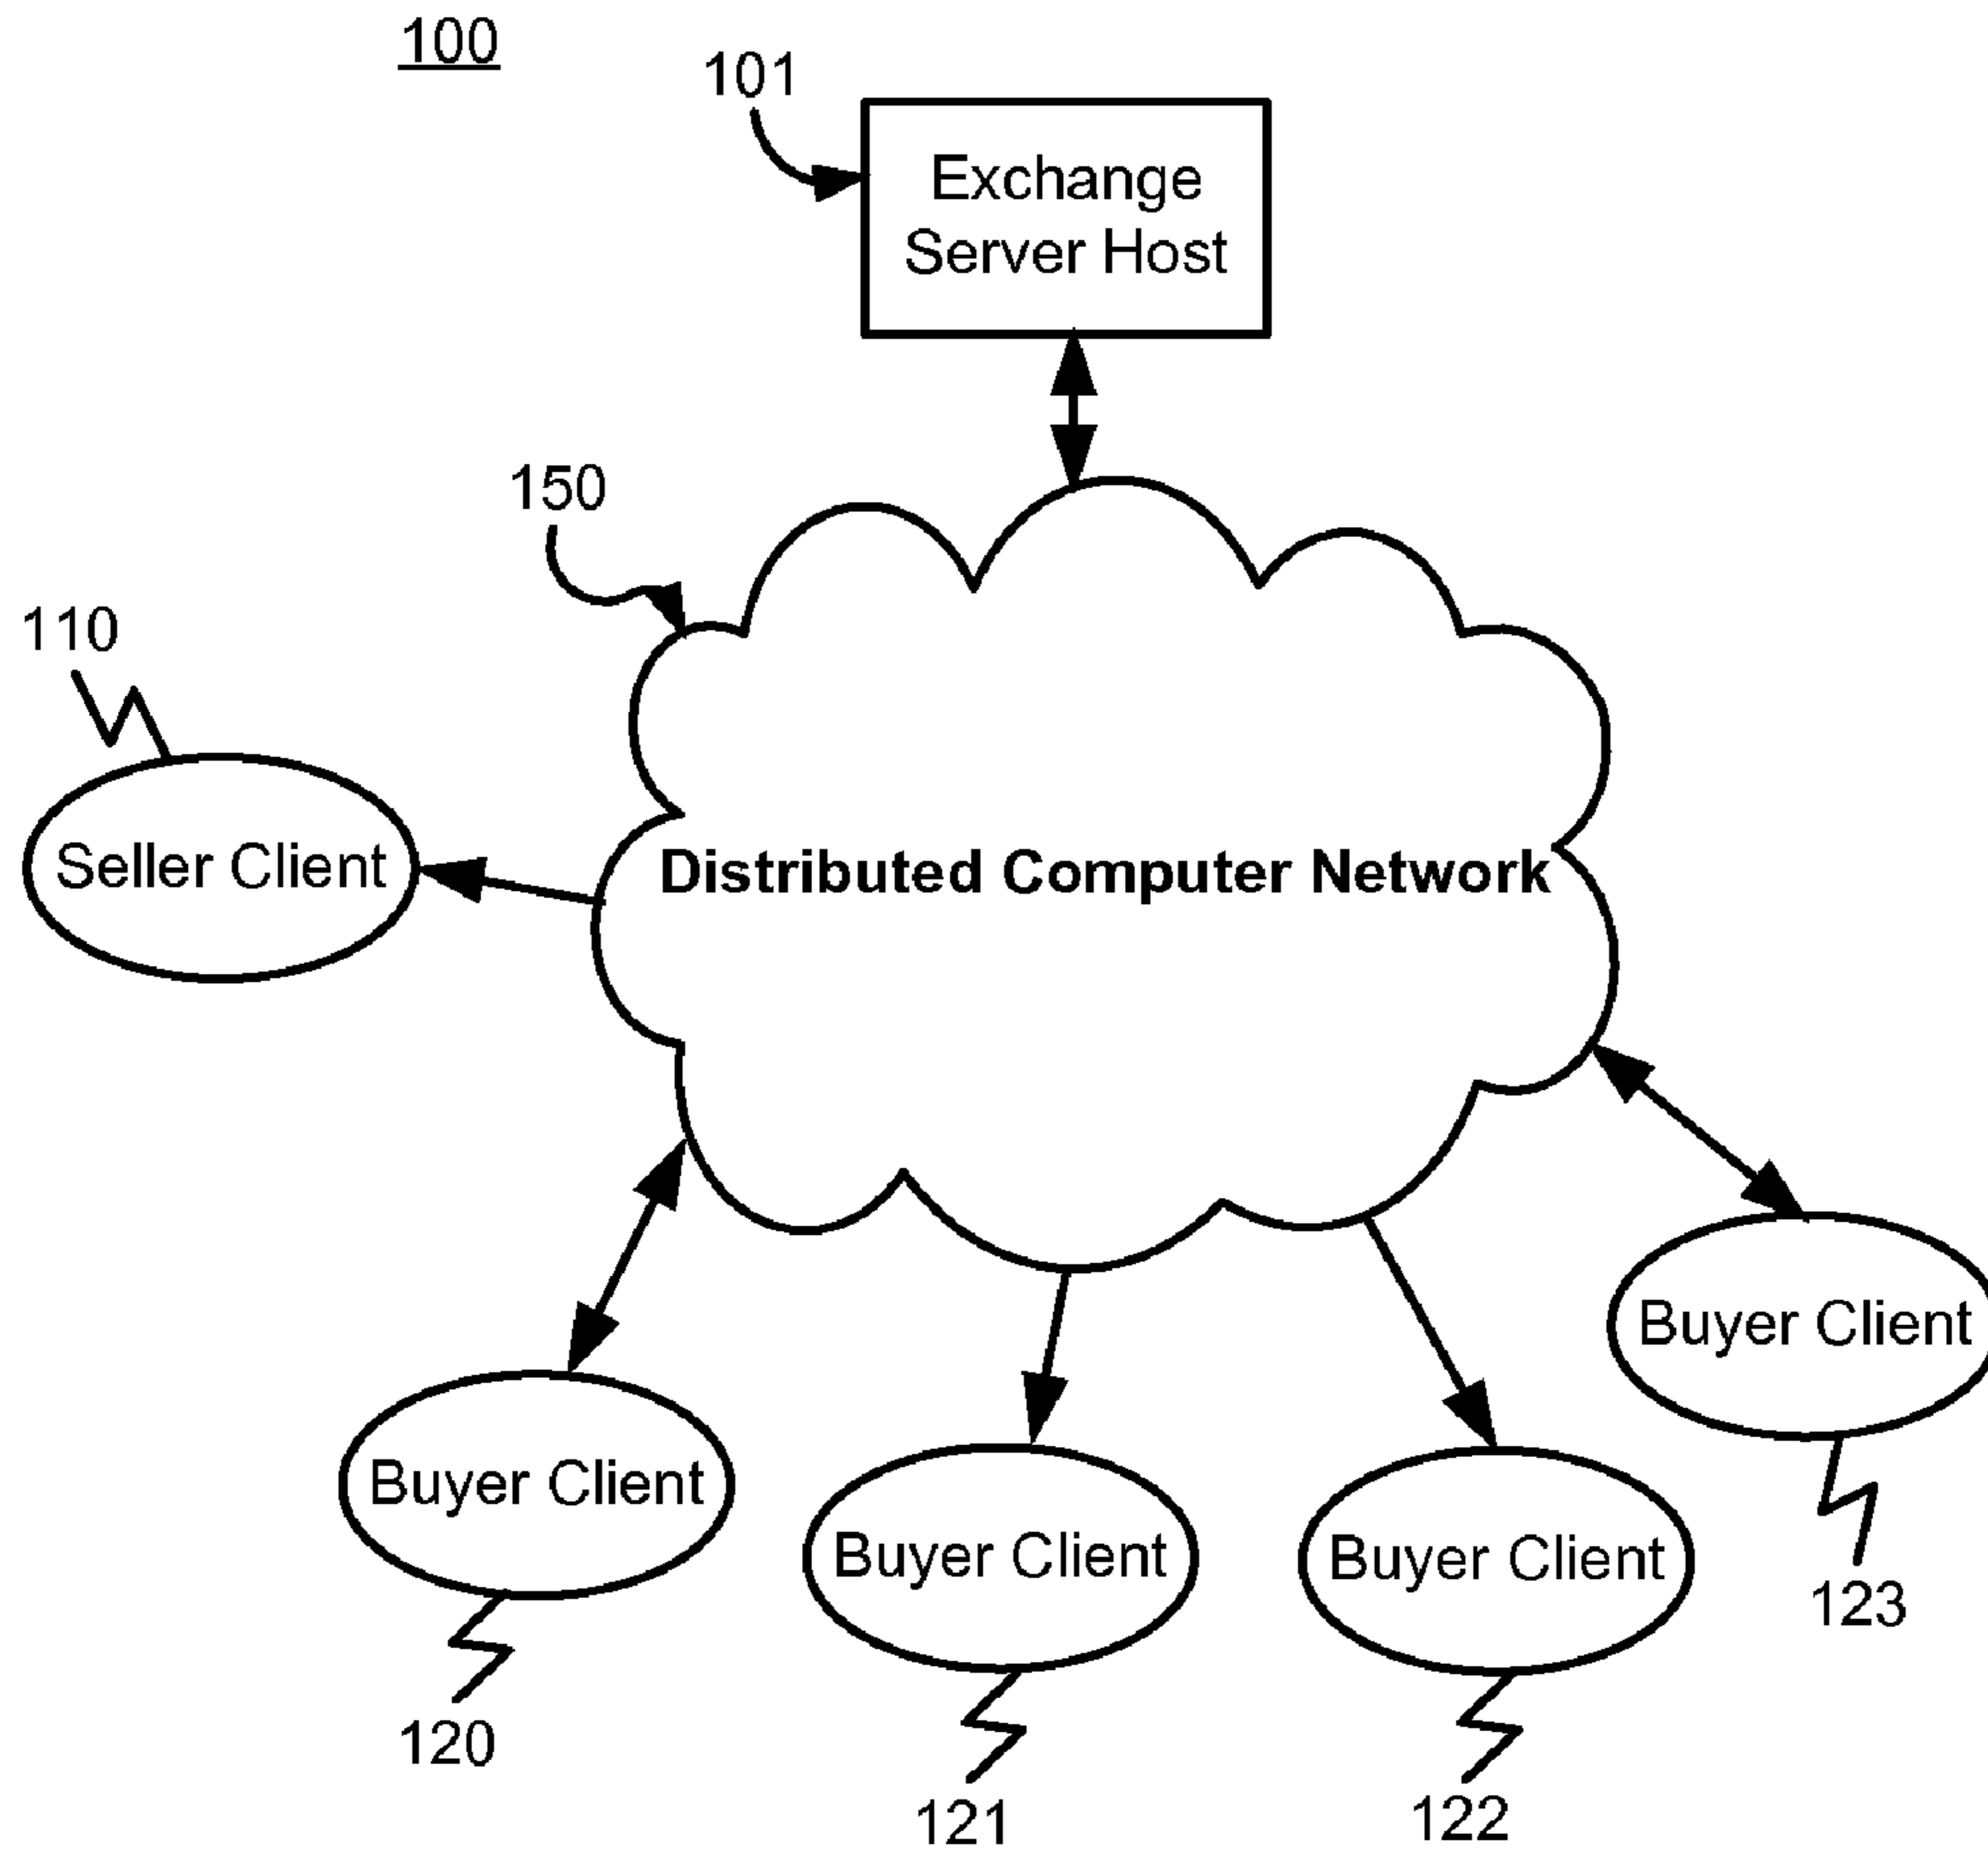 100
101
Exchange
Server Host
150
110
Seller Client
Distributed Computer Network
Buyer Client
Buyer Client
Buyer Client
Buyer Client
123
120
121
122